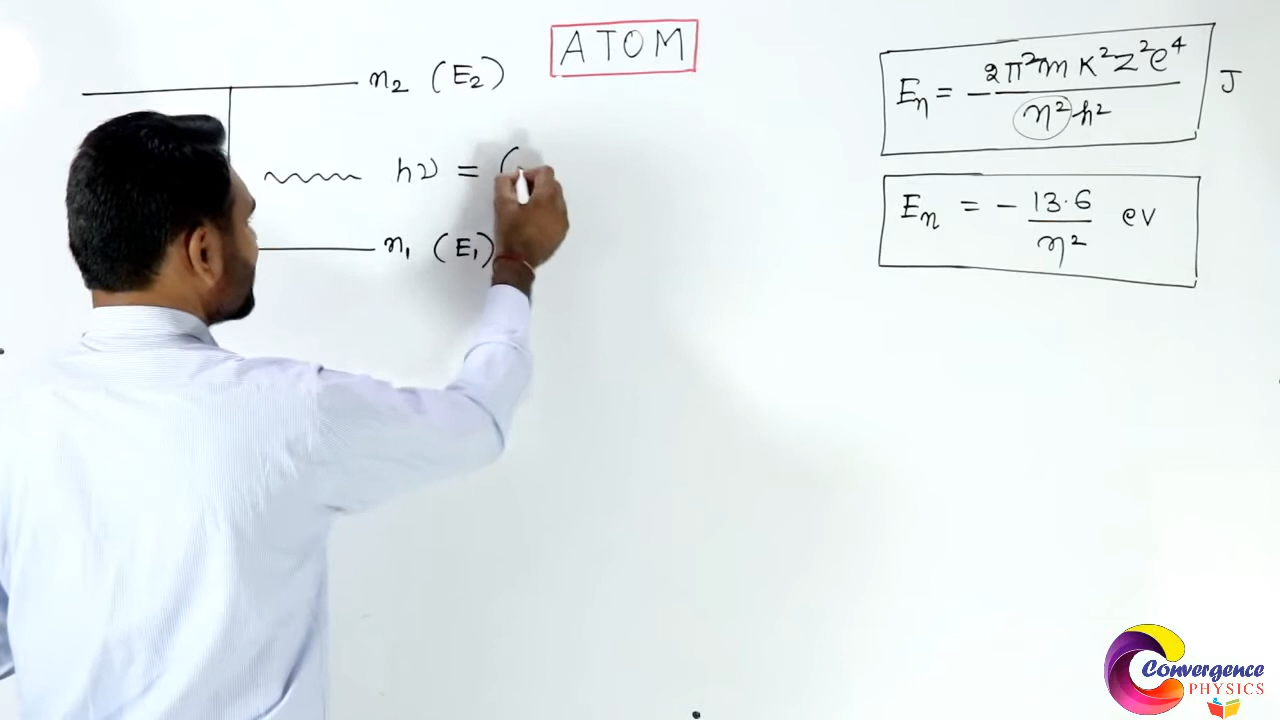 ATOM
n₂ (E₂)
hν = (
n₁ (E₁)
Eₙ = - 2π²mK²Z²e⁴ / n²h² J
Eₙ = - 13.6 / n² eV
Convergence
PHYSICS